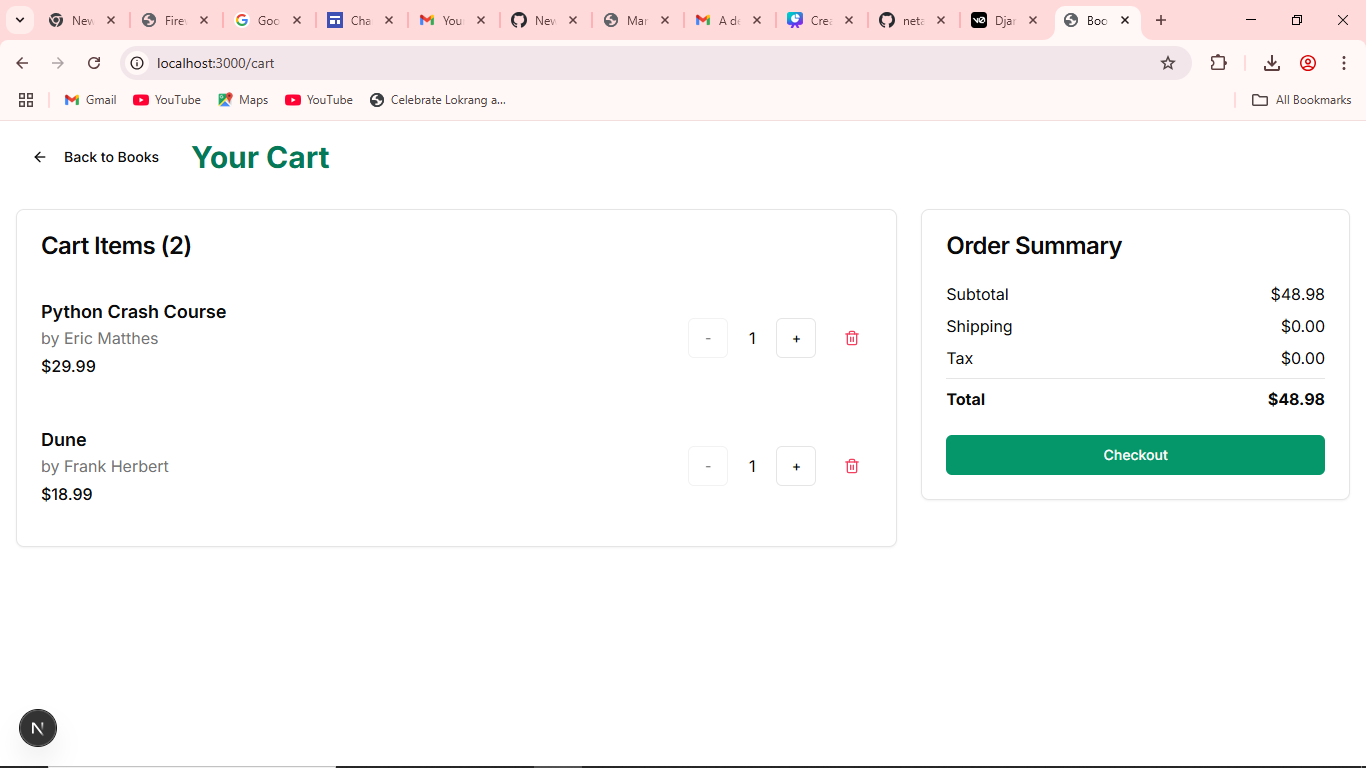 New
Firev
Goo
Cha
You
New
Mar
A de
Crea
neta
Djar
Boo
localhost:3000/cart
Gmail
YouTube
Maps
YouTube
Celebrate Lokrang a...
All Bookmarks
Back to Books
Your Cart
Cart Items (2)
Python Crash Course
by Eric Matthes
$29.99
- 1 +
Dune
by Frank Herbert
$18.99
- 1 +
Order Summary
Subtotal $48.98
Shipping $0.00
Tax $0.00
Total $48.98
Checkout
N